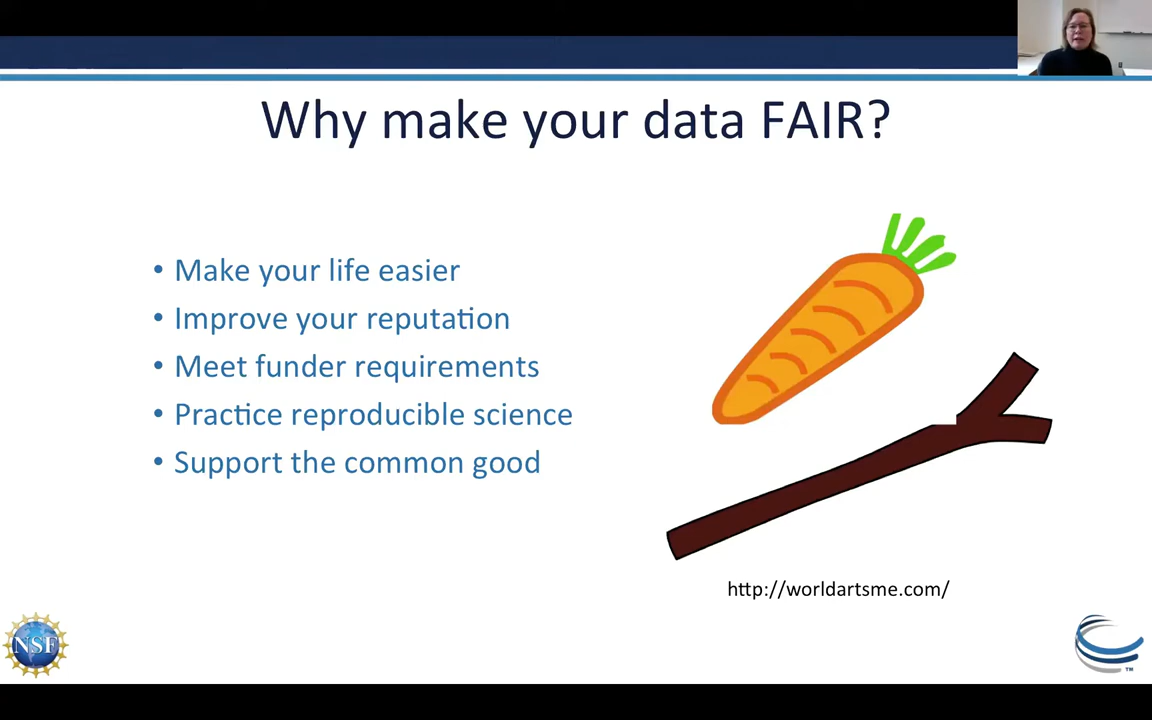 Why make your data FAIR?
• Make your life easier
• Improve your reputation
• Meet funder requirements
• Practice reproducible science
• Support the common good
http://worldartsme.com/
NSF
TM